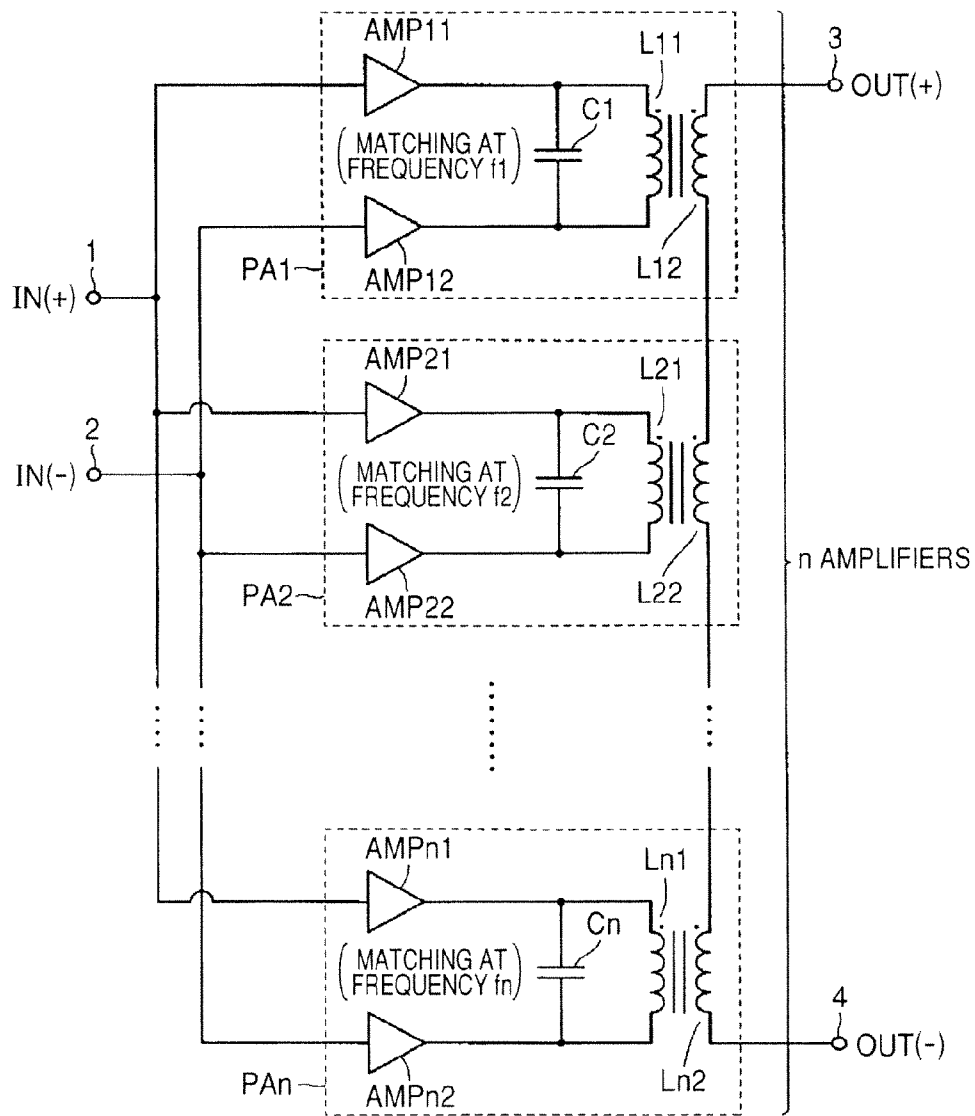 AMP11
L11
3
OUT(+)
C1
(MATCHING AT
FREQUENCY f1)
1
PA1
AMP12
L12
IN(+)
AMP21
L21
2
C2
IN(-)
(MATCHING AT
FREQUENCY f2)
n AMPLIFIERS
PA2
AMP22
L22
AMPn1
Ln1
Cn
(MATCHING AT
FREQUENCY fn)
4
OUT(-)
PAn
AMPn2
Ln2